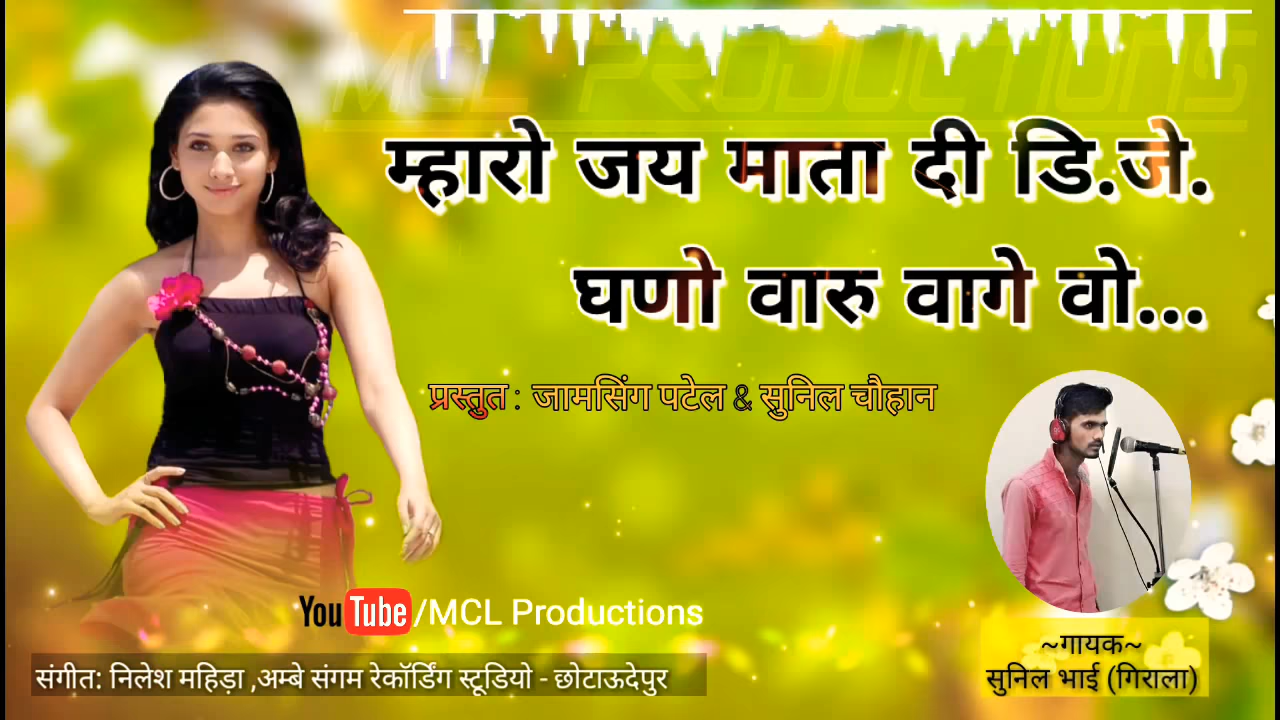 MCL PRODUCTIONS
म्हारो जय माता दी डि.जे.
घणो वारु वागे वो...
प्रस्तुत : जामसिंग पटेल & सुनिल चौहान
YouTube/MCL Productions
~गायक~
सुनिल भाई (गिराला)
संगीत: निलेश महिड़ा ,अम्बे संगम रेकॉर्डिंग स्टूडियो - छोटाऊदेपुर